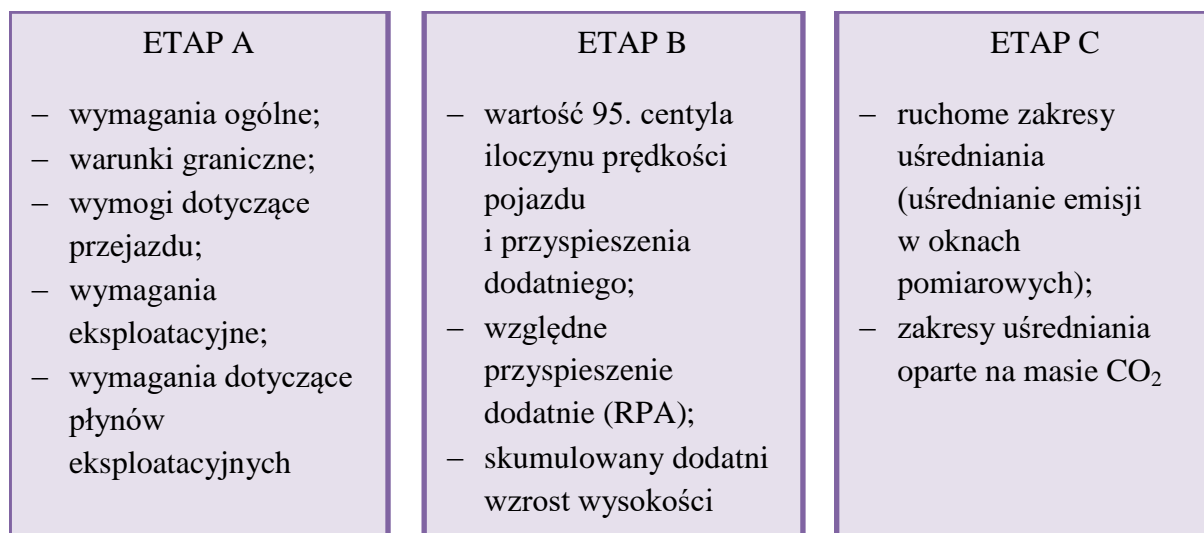 ETAP A
– wymagania ogólne;
– warunki graniczne;
– wymogi dotyczące
przejazdu;
– wymagania
eksploatacyjne;
– wymagania dotyczące
płynów
eksploatacyjnych
ETAP B
– wartość 95. centyla
iloczynu prędkości
pojazdu
i przyspieszenia
dodatniego;
– względne
przyspieszenie
dodatnie (RPA);
– skumulowany dodatni
wzrost wysokości
ETAP C
– ruchome zakresy
uśredniania
(uśrednianie emisji
w oknach
pomiarowych);
– zakresy uśredniania
oparte na masie CO₂